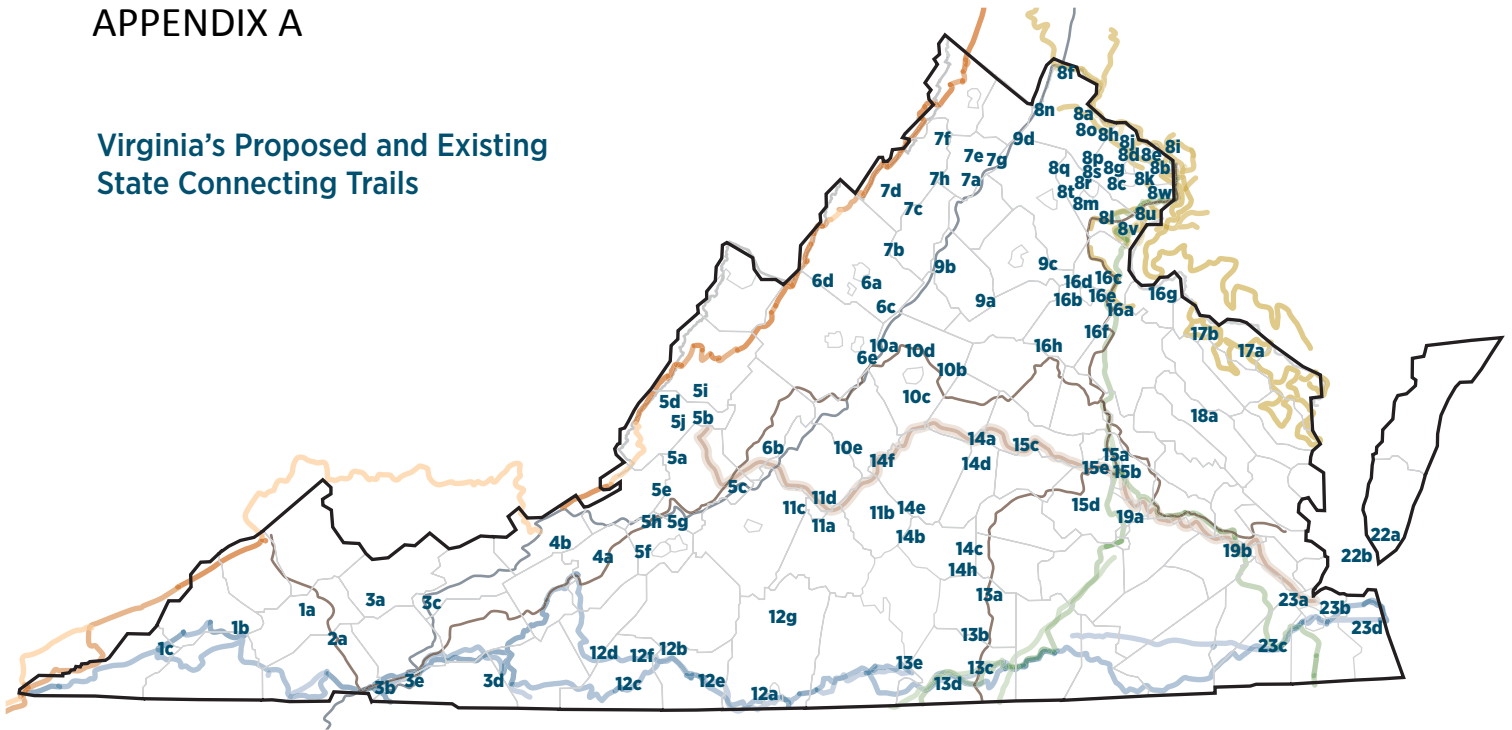 APPENDIX A
Virginia's Proposed and Existing
State Connecting Trails
8f
8n 8a
8o 8h
7f 9d 8j 8i
7e 7g 8p 8d 8e
8q 8s 8g 8b
7h 7a 8r 8c 8k
7d 8t 8w
7c 8m
8l 8u
8v
7b
9b 9c
6d 6a 16d 16c
6c 9a 16b 16e 16g
16a
16f 17b
10a 10d 16h 17a
6e
10b
5i 10c
5d
5j 5b 18a
14a 15c
6b 10e 15a
5a 14f 14d 15e 15b
5c
5e 11d
11c 14e 15d
5h 5g 11a 11b 19a
14b 22a
4b 5f 14c 19b 22b
4a
14h
13a
1a 3a 3c 23a
12g 23b
1b 2a 13b 23d
1c 12d 12f 12b 23c
13e
3b 3e 3d 12c 12e 13c
12a 13d